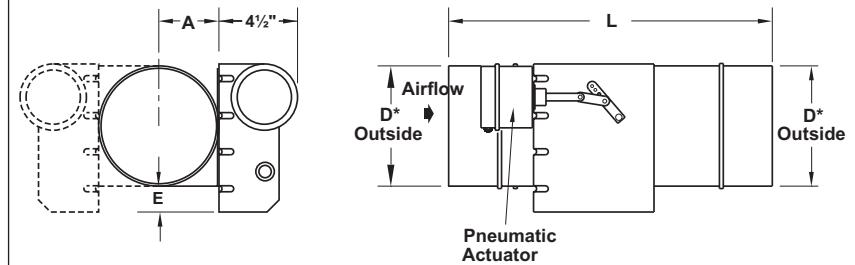 A
4½"
L
Airflow
D*
Outside
D*
Outside
E
Pneumatic
Actuator